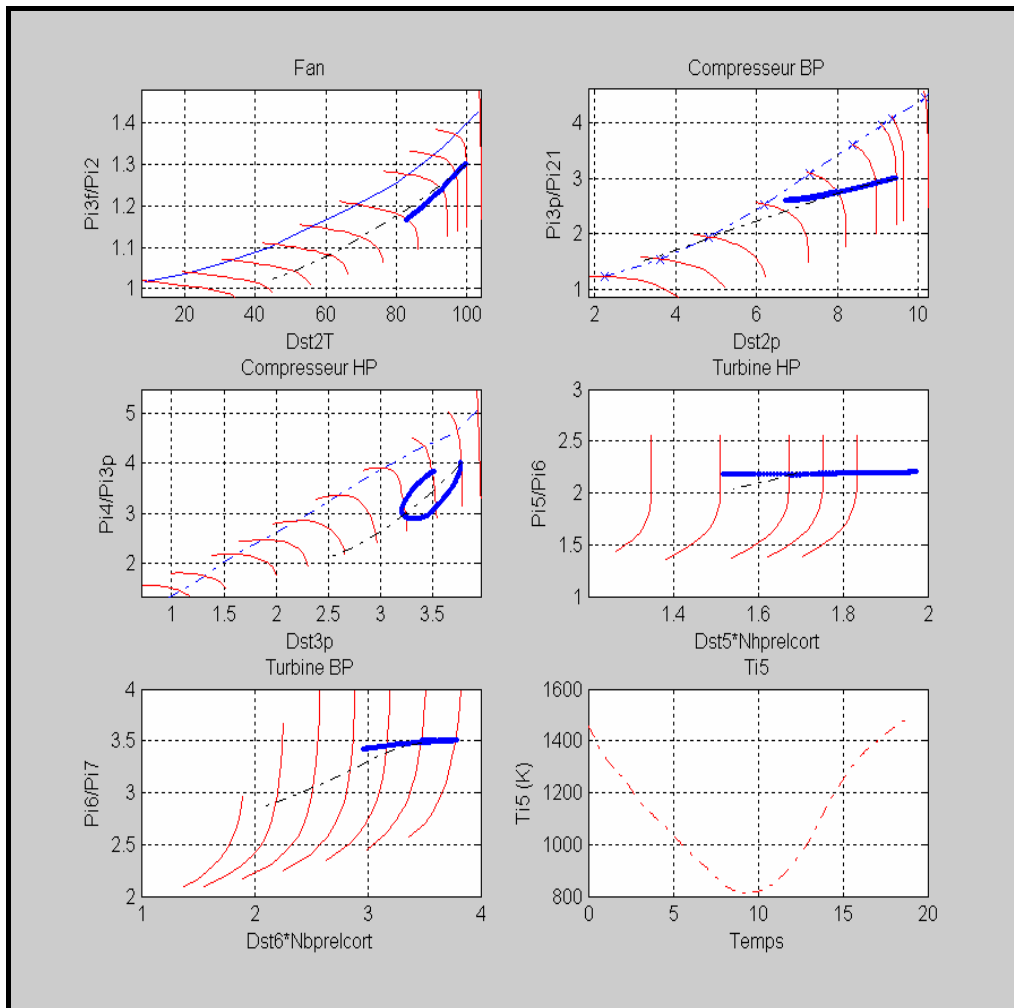 Fan
Compresseur BP
Pi3f/Pi2
1.4
1.3
1.2
1.1
1
20 40 60 80 100
Dst2T
Pi3p/Pi21
4
3
2
1
2 4 6 8 10
Dst2p
Compresseur HP
Turbine HP
Pi4/Pi3p
5
4
3
2
1 1.5 2 2.5 3 3.5
Dst3p
Pi5/Pi6
3
2.5
2
1.5
1
1.4 1.6 1.8 2
Dst5*Nhprelcort
Turbine BP
Ti5
Pi6/Pi7
4
3.5
3
2.5
2
1 2 3 4
Dst6*Nbprelcort
Ti5 (K)
1600
1400
1200
1000
800
0 5 10 15 20
Temps